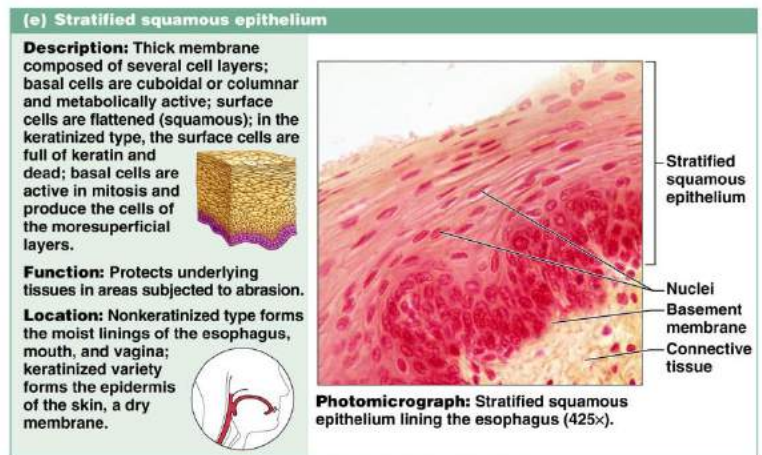 (e) Stratified squamous epithelium
Description: Thick membrane
composed of several cell layers;
basal cells are cuboidal or columnar
and metabolically active; surface
cells are flattened (squamous); in the
keratinized type, the surface cells are
full of keratin and
dead; basal cells are
active in mitosis and
produce the cells of
the moresuperficial
layers.
Function: Protects underlying
tissues in areas subjected to abrasion.
Location: Nonkeratinized type forms
the moist linings of the esophagus,
mouth, and vagina;
keratinized variety
forms the epidermis
of the skin, a dry
membrane.
Stratified
squamous
epithelium
Nuclei
Basement
membrane
Connective
tissue
Photomicrograph: Stratified squamous
epithelium lining the esophagus (425×).